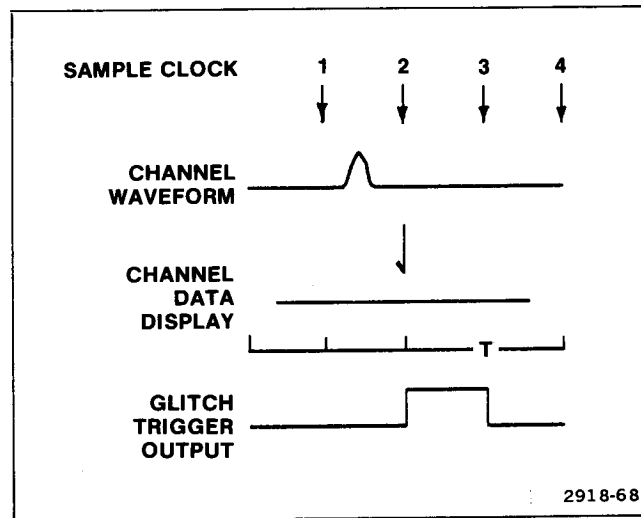 SAMPLE CLOCK 1 2 3 4
CHANNEL
WAVEFORM
CHANNEL
DATA
DISPLAY
T
GLITCH
TRIGGER
OUTPUT
2918-68